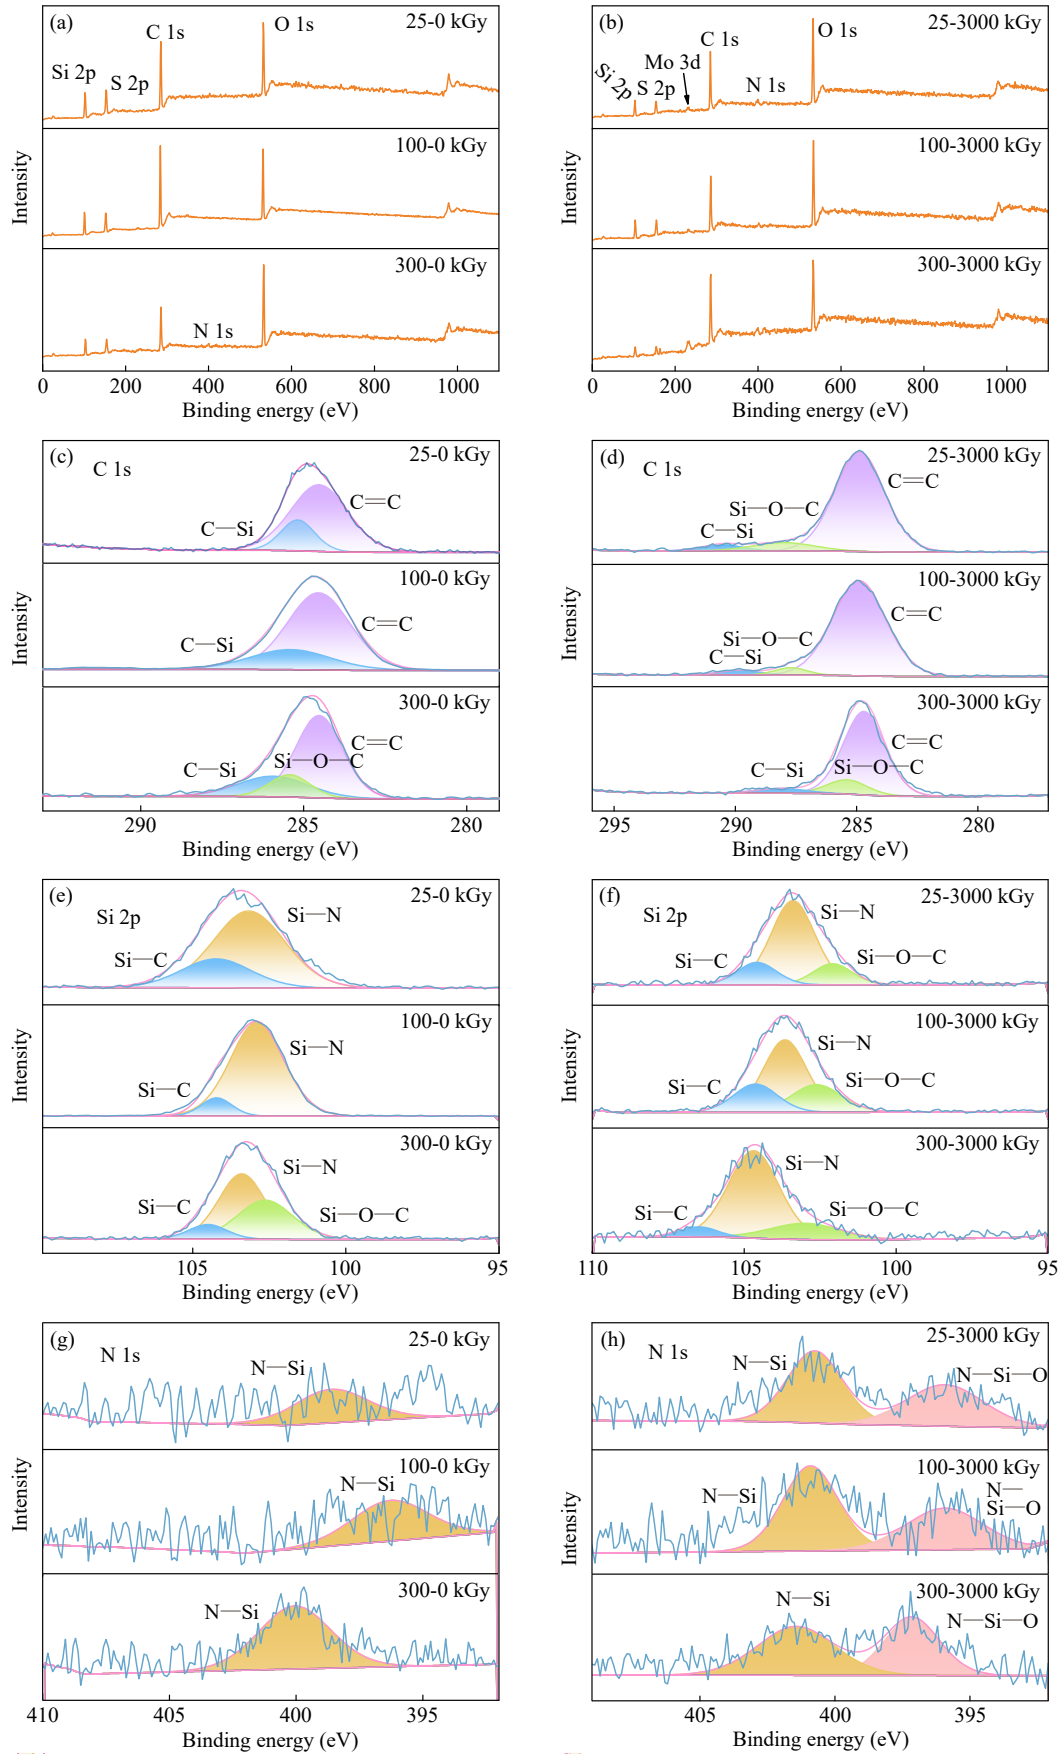 (a)
25-0 kGy
C 1s
O 1s
Si 2p
S 2p
100-0 kGy
300-0 kGy
N 1s
Intensity
0 200 400 600 800 1000
Binding energy (eV)
(b)
25-3000 kGy
O 1s
C 1s
Mo 3d
Si 2p
S 2p
N 1s
100-3000 kGy
300-3000 kGy
Intensity
0 200 400 600 800 1000
Binding energy (eV)
(c)
25-0 kGy
C 1s
C=C
C—Si
100-0 kGy
C=C
C—Si
300-0 kGy
C=C
Si—O—C
C—Si
Intensity
290 285 280
Binding energy (eV)
(d)
25-3000 kGy
C 1s
C=C
Si—O—C
C—Si
100-3000 kGy
C=C
Si—O—C
C—Si
300-3000 kGy
C=C
C—Si
Si—O—C
Intensity
295 290 285 280
Binding energy (eV)
(e)
25-0 kGy
Si 2p
Si—N
Si—C
100-0 kGy
Si—N
Si—C
300-0 kGy
Si—N
Si—C
Si—O—C
Intensity
105 100 95
Binding energy (eV)
(f)
25-3000 kGy
Si 2p
Si—N
Si—C
Si—O—C
100-3000 kGy
Si—N
Si—C
Si—O—C
300-3000 kGy
Si—N
Si—C
Si—O—C
Intensity
110 105 100 95
Binding energy (eV)
(g)
25-0 kGy
N 1s
N—Si
100-0 kGy
N—Si
300-0 kGy
N—Si
Intensity
410 405 400 395
Binding energy (eV)
(h)
25-3000 kGy
N 1s
N—Si
N—Si—O
100-3000 kGy
N—Si
N—
Si—O
300-3000 kGy
N—Si
N—Si—O
Intensity
405 400 395
Binding energy (eV)